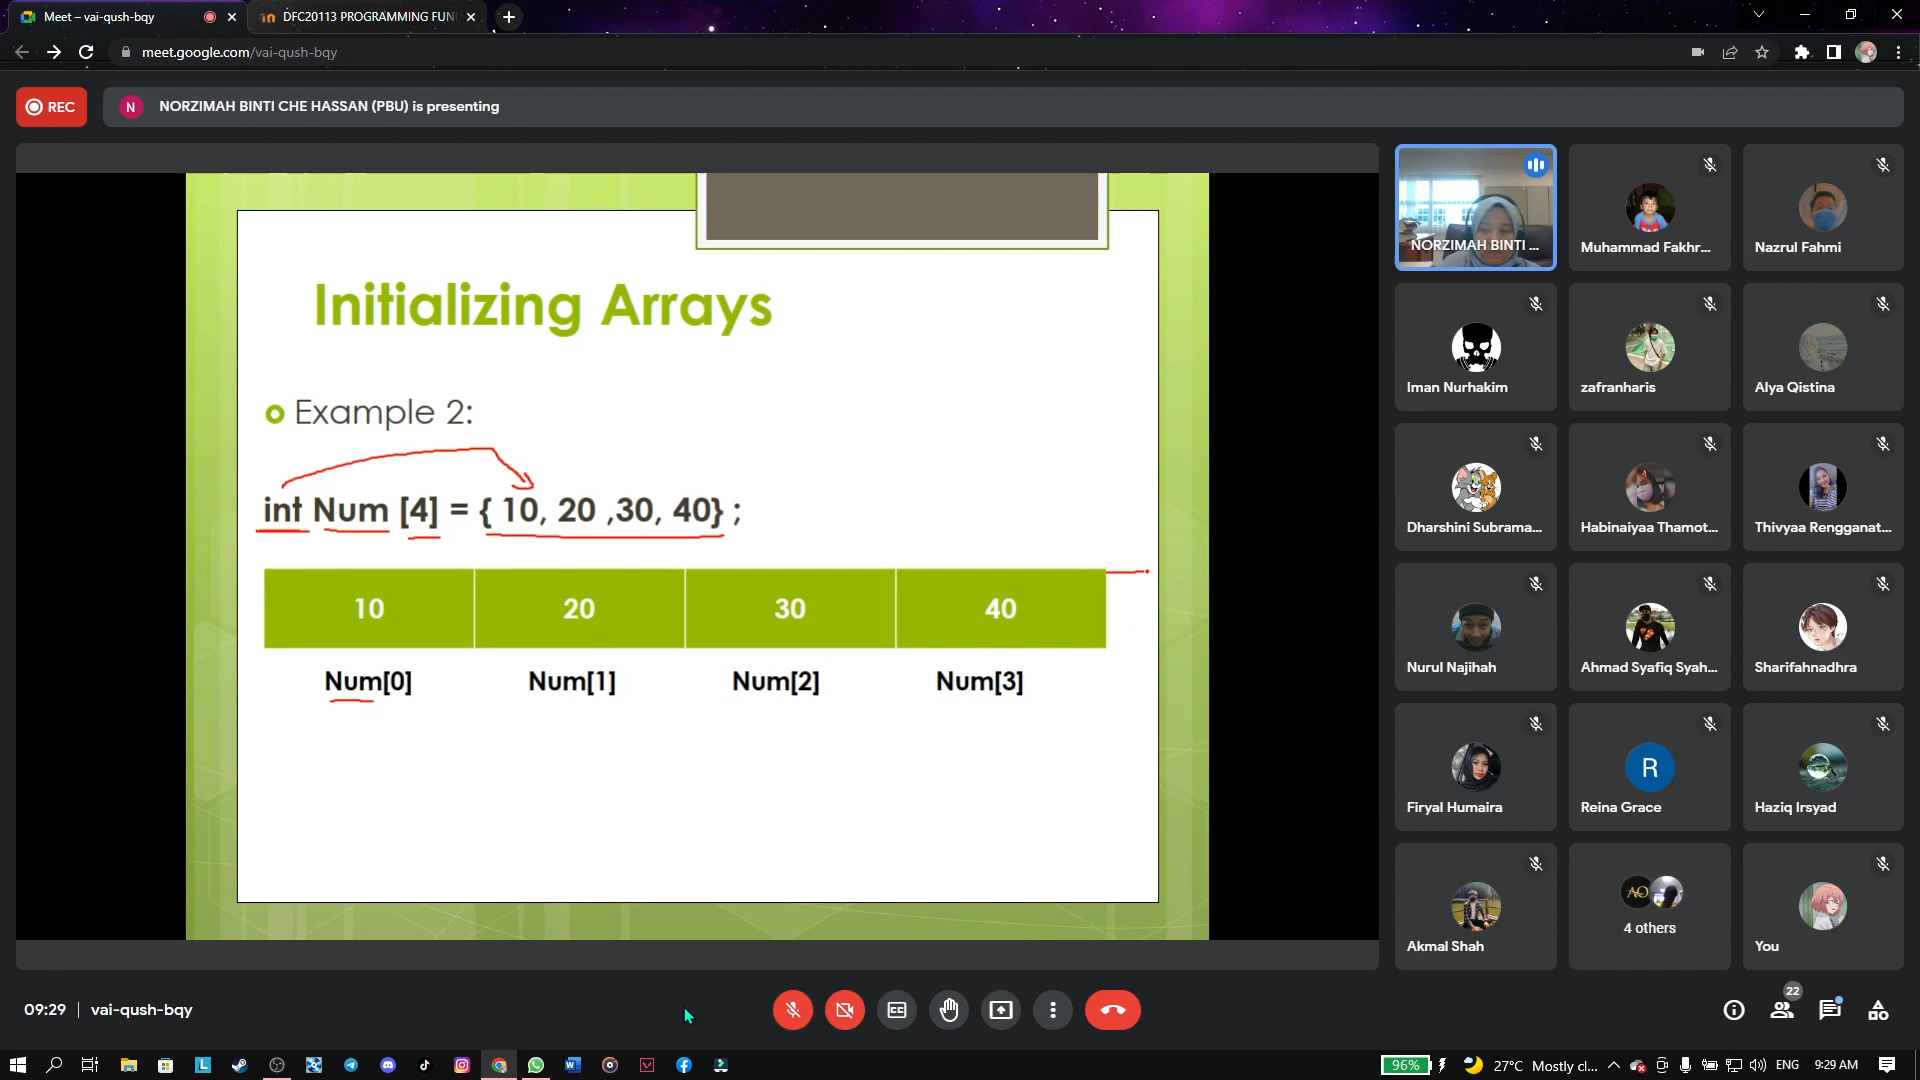 Meet – vai-qush-bqy
DFC20113 PROGRAMMING FUN
meet.google.com/vai-qush-bqy
REC
N
NORZIMAH BINTI CHE HASSAN (PBU) is presenting
Initializing Arrays
Example 2:
int Num [4] = { 10, 20 ,30, 40} ;
10 20 30 40
Num[0] Num[1] Num[2] Num[3]
NORZIMAH BINTI ...
Muhammad Fakhr...
Nazrul Fahmi
Iman Nurhakim
zafranharis
Alya Qistina
Dharshini Subrama...
Habinaiyaa Thamot...
Thivyaa Rengganat...
Nurul Najihah
Ahmad Syafiq Syah...
Sharifahnadhra
Firyal Humaira
R
Reina Grace
Haziq Irsyad
Akmal Shah
AO
4 others
You
09:29 | vai-qush-bqy
22
96%
27°C Mostly cl...
ENG
9:29 AM